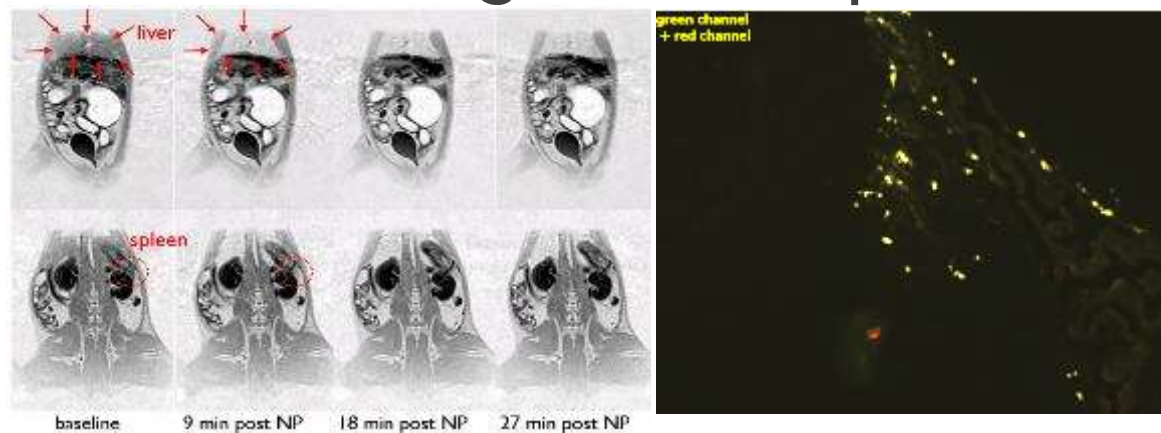 liver
spleen
baseline
9 min post NP
18 min post NP
27 min post NP
green channel
+ red channel